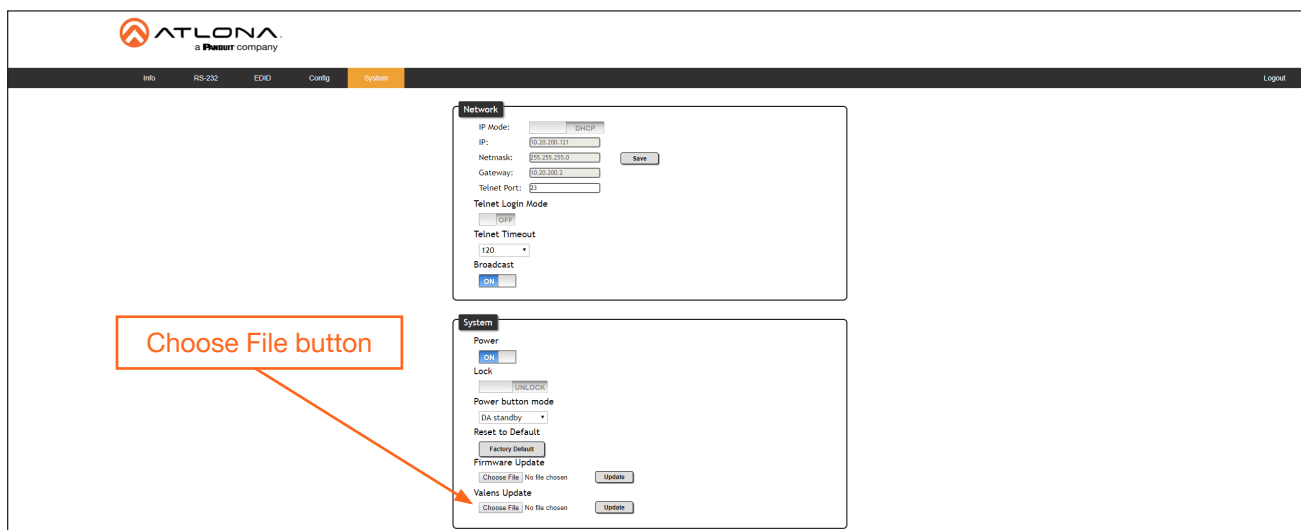 ATLONA.
a PANDUIT company
Info RS-232 EDID Config System Logout
Network
IP Mode: DHCP
IP: 10.20.200.121
Netmask: 255.255.255.0 Save
Gateway: 10.20.200.2
Telnet Port: 23
Telnet Login Mode
OFF
Telnet Timeout
120
Broadcast
ON
System
Power
ON
Choose File button
Lock
UNLOCK
Power button mode
DA standby
Reset to Default
Factory Default
Firmware Update
Choose File No file chosen Update
Valens Update
Choose File No file chosen Update